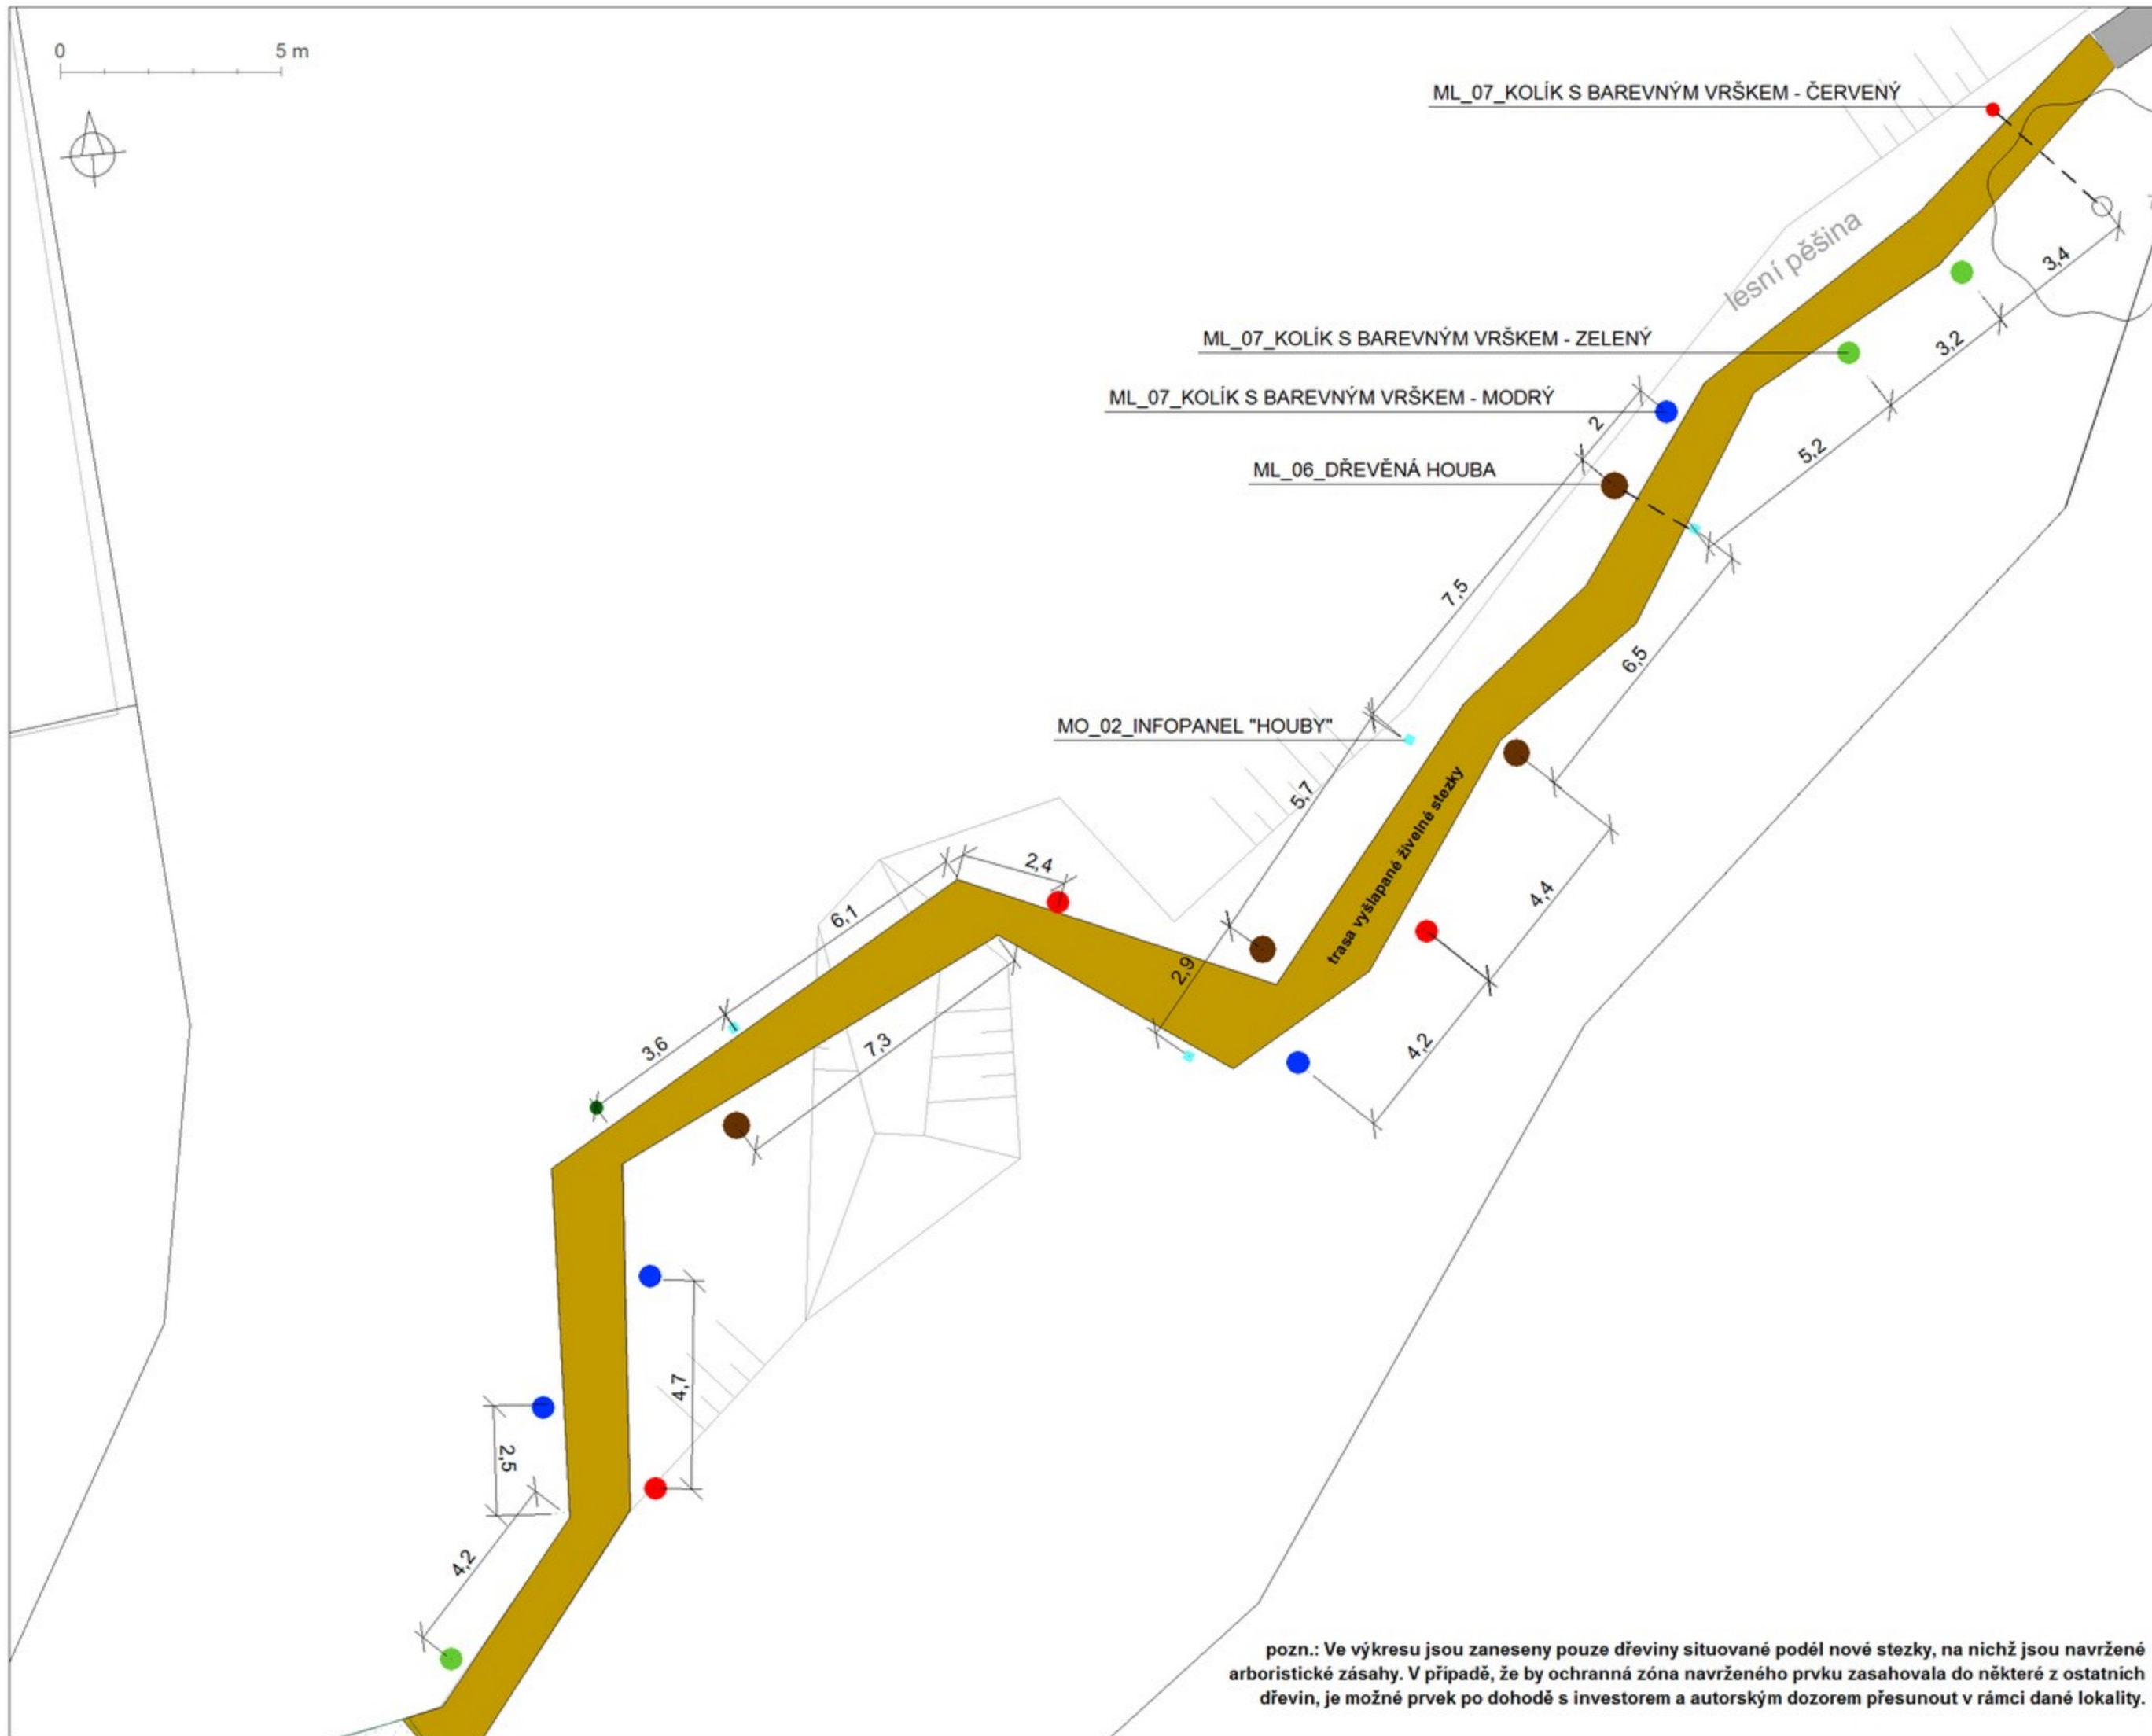 0
5 m
ML_07_KOLÍK S BAREVNÝM VRŠKEM - ČERVENÝ
lesní pěšina
3,4
ML_07_KOLÍK S BAREVNÝM VRŠKEM - ZELENÝ
3,2
ML_07_KOLÍK S BAREVNÝM VRŠKEM - MODRÝ
2
5,2
ML_06_DŘEVĚNÁ HOUBA
7,5
6,5
MO_02_INFOPANEL "HOUBY"
5,7
trasa vyšlapané živelné stezky
2,4
4,4
6,1
2,9
3,6
7,3
4,2
4,7
2,5
4,2
pozn.: Ve výkresu jsou zaneseny pouze dřeviny situované podél nové stezky, na nichž jsou navržené
arboristické zásahy. V případě, že by ochranná zóna navrženého prvku zasahovala do některé z ostatních
dřevin, je možné prvek po dohodě s investorem a autorským dozorem přesunout v rámci dané lokality.